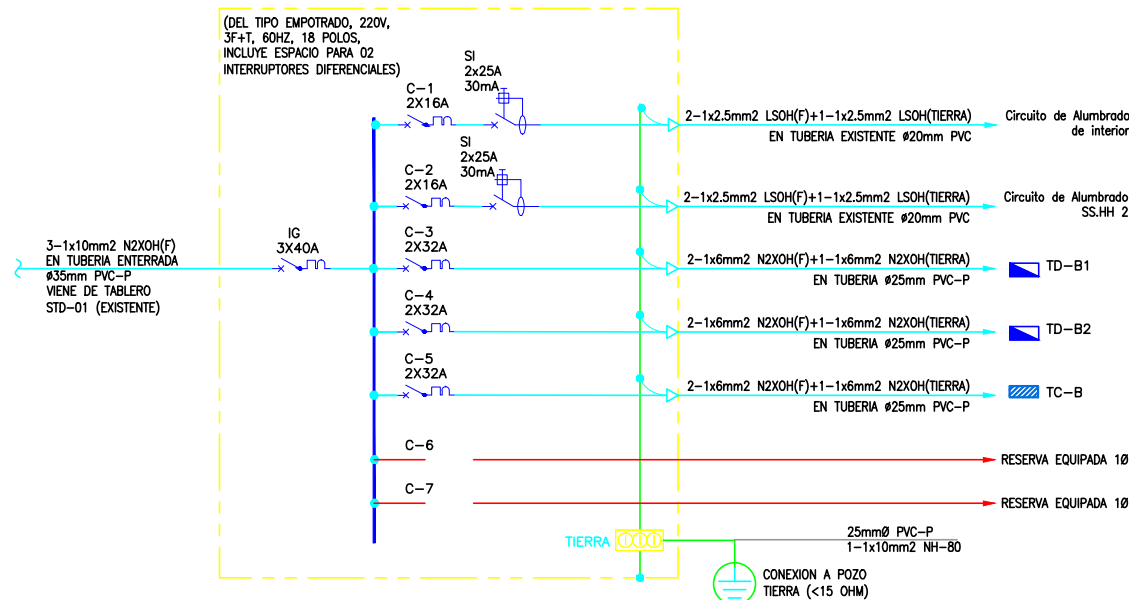 (DEL TIPO EMPOTRADO, 220V,
3F+T, 60HZ, 18 POLOS,
INCLUYE ESPACIO PARA 02
INTERRUPTORES DIFERENCIALES)
C-1
2X16A
SI
2x25A
30mA
2-1x2.5mm2 LSOH(F)+1-1x2.5mm2 LSOH(TIERRA)
EN TUBERIA EXISTENTE ø20mm PVC
Circuito de Alumbrado
de interior
C-2
2X16A
SI
2x25A
30mA
2-1x2.5mm2 LSOH(F)+1-1x2.5mm2 LSOH(TIERRA)
EN TUBERIA EXISTENTE ø20mm PVC
Circuito de Alumbrado
SS.HH 2
3-1x10mm2 N2XOH(F)
EN TUBERIA ENTERRADA
ø35mm PVC-P
VIENE DE TABLERO
STD-01 (EXISTENTE)
IG
3X40A
C-3
2X32A
2-1x6mm2 N2XOH(F)+1-1x6mm2 N2XOH(TIERRA)
EN TUBERIA ø25mm PVC-P
TD-B1
C-4
2X32A
2-1x6mm2 N2XOH(F)+1-1x6mm2 N2XOH(TIERRA)
EN TUBERIA ø25mm PVC-P
TD-B2
C-5
2X32A
2-1x6mm2 N2XOH(F)+1-1x6mm2 N2XOH(TIERRA)
EN TUBERIA ø25mm PVC-P
TC-B
C-6
RESERVA EQUIPADA 1Ø
C-7
RESERVA EQUIPADA 1Ø
TIERRA
25mmØ PVC-P
1-1x10mm2 NH-80
CONEXION A POZO
TIERRA (<15 OHM)